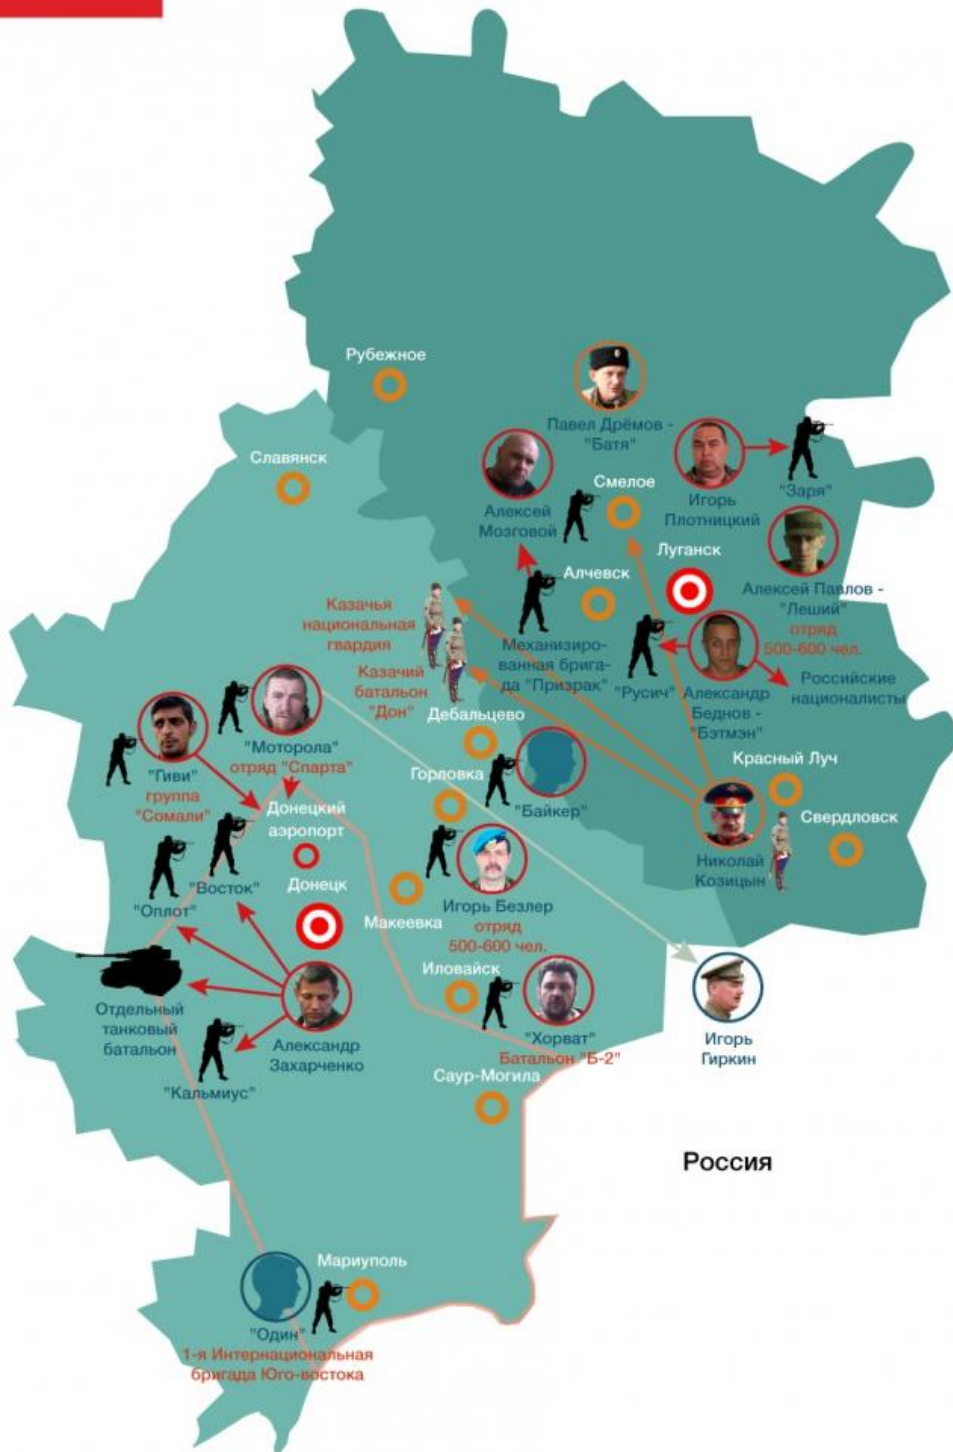 Рубежное
Павел Дрёмов -
"Батя"
Славянск
Смелое
"Заря"
Игорь
Плотницкий
Алексей
Мозговой
Луганск
Алчевск
Алексей Павлов -
"Леший"
отряд
500-600 чел.
Казачья
национальная
гвардия
Механизиро-
ванная брига-
да "Призрак"
"Русич"
Александр
Беднов -
"Бэтмэн"
Российские
националисты
Казачий
батальон
"Дон"
Дебальцево
"Моторола"
отряд "Спарта"
"Гиви"
группа
"Сомали"
Горловка
"Байкер"
Красный Луч
Свердловск
Донецкий
аэропорт
Николай
Козицын
"Восток"
Донецк
"Оплот"
Макеевка
Игорь Безлер
отряд
500-600 чел.
Иловайск
Отдельный
танковый
батальон
Александр
Захарченко
"Хорват"
Батальон "Б-2"
Игорь
Гиркин
Саур-Могила
"Кальмиус"
Россия
Мариуполь
"Один"
1-я Интернациональная
бригада Юго-востока